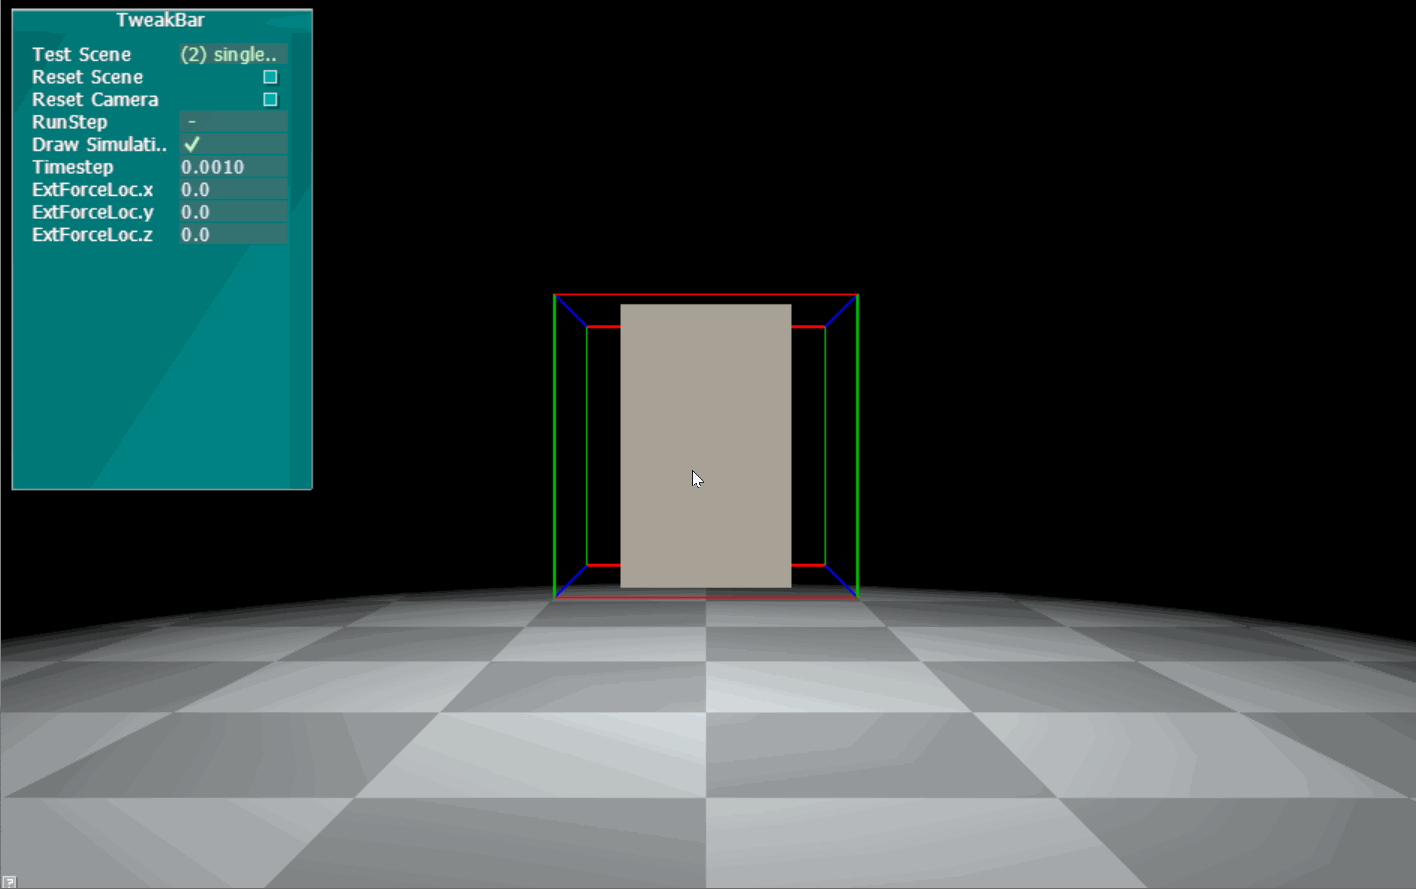 TweakBar
Test Scene (2) single..
Reset Scene
Reset Camera
RunStep -
Draw Simulati..
Timestep 0.0010
ExtForceLoc.x 0.0
ExtForceLoc.y 0.0
ExtForceLoc.z 0.0
?